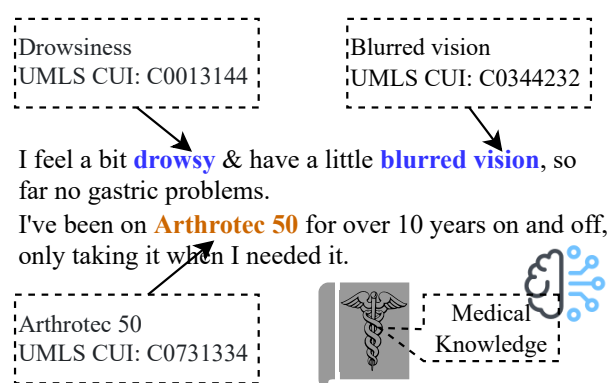 Drowsiness
UMLS CUI: C0013144
Blurred vision
UMLS CUI: C0344232
I feel a bit drowsy & have a little blurred vision, so
far no gastric problems.
I've been on Arthrotec 50 for over 10 years on and off,
only taking it when I needed it.
Arthrotec 50
UMLS CUI: C0731334
Medical
Knowledge